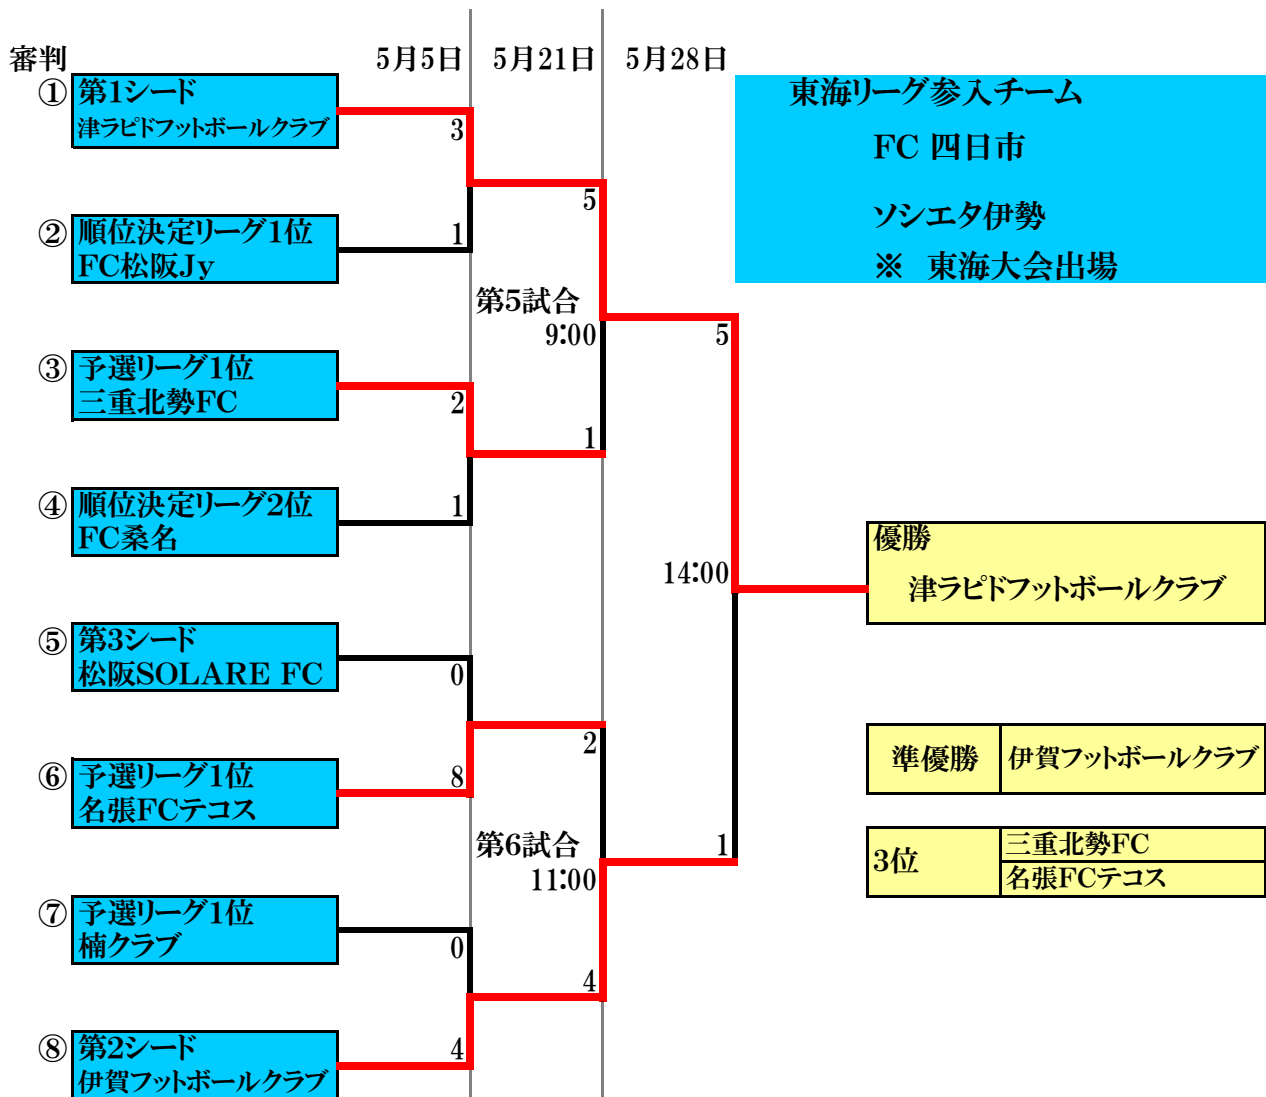 審判
5月5日
5月21日
5月28日
① 第1シード
津ラピドフットボールクラブ
3
② 順位決定リーグ1位
FC松阪Jy
1
5
第5試合
9:00
③ 予選リーグ1位
三重北勢FC
2
1
④ 順位決定リーグ2位
FC桑名
1
5
14:00
⑤ 第3シード
松阪SOLARE FC
0
2
⑥ 予選リーグ1位
名張FCテコス
8
第6試合
11:00
1
⑦ 予選リーグ1位
楠クラブ
0
4
⑧ 第2シード
伊賀フットボールクラブ
4
東海リーグ参入チーム
FC 四日市
ソシエタ伊勢
※ 東海大会出場
優勝
津ラピドフットボールクラブ
準優勝 伊賀フットボールクラブ
3位
三重北勢FC
名張FCテコス